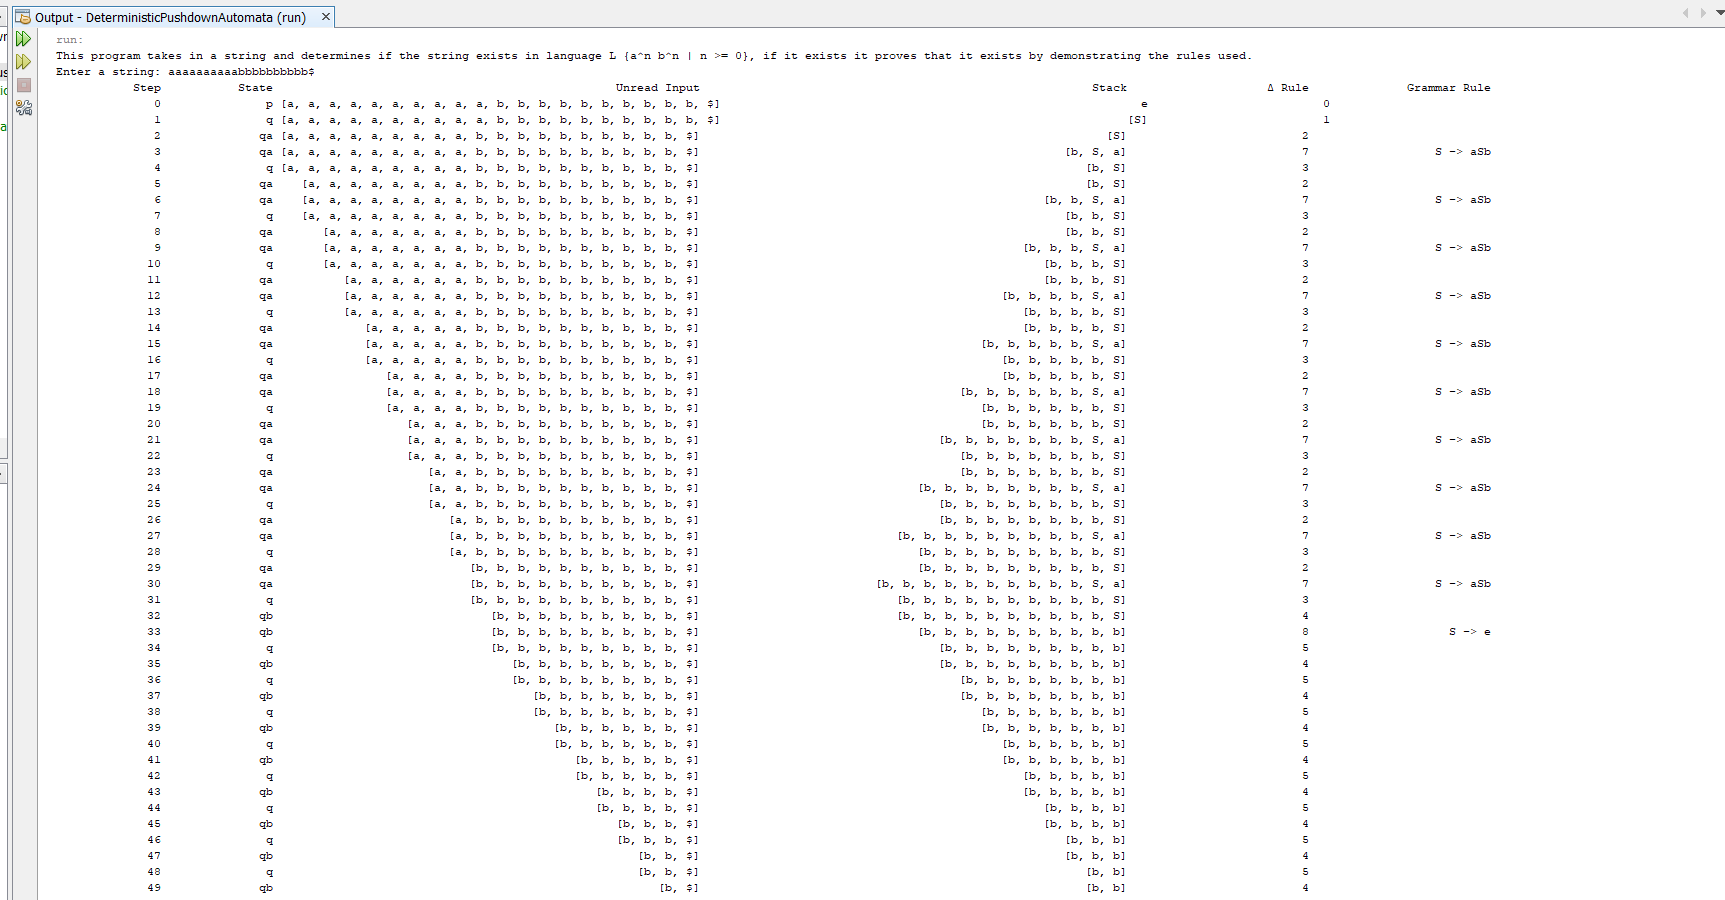 Output - DeterministicPushdownAutomata (run)
run:
This program takes in a string and determines if the string exists in language L {a^n b^n | n >= 0}, if it exists it proves that it exists by demonstrating the rules used.
Enter a string: aaaaaaaaaabbbbbbbbbb$
Step State Unread Input Stack Δ Rule Grammar Rule
0 p [a, a, a, a, a, a, a, a, a, a, b, b, b, b, b, b, b, b, b, b, $] e 0
1 q [a, a, a, a, a, a, a, a, a, a, b, b, b, b, b, b, b, b, b, b, $] [S] 1
2 qa [a, a, a, a, a, a, a, a, a, b, b, b, b, b, b, b, b, b, b, $] [S] 2
3 qa [a, a, a, a, a, a, a, a, a, b, b, b, b, b, b, b, b, b, b, $] [b, S, a] 7 S -> aSb
4 q [a, a, a, a, a, a, a, a, a, b, b, b, b, b, b, b, b, b, b, $] [b, S] 3
5 qa [a, a, a, a, a, a, a, a, b, b, b, b, b, b, b, b, b, b, $] [b, S] 2
6 qa [a, a, a, a, a, a, a, a, b, b, b, b, b, b, b, b, b, b, $] [b, b, S, a] 7 S -> aSb
7 q [a, a, a, a, a, a, a, a, b, b, b, b, b, b, b, b, b, b, $] [b, b, S] 3
8 qa [a, a, a, a, a, a, a, b, b, b, b, b, b, b, b, b, b, $] [b, b, S] 2
9 qa [a, a, a, a, a, a, a, b, b, b, b, b, b, b, b, b, b, $] [b, b, b, S, a] 7 S -> aSb
10 q [a, a, a, a, a, a, a, b, b, b, b, b, b, b, b, b, b, $] [b, b, b, S] 3
11 qa [a, a, a, a, a, a, b, b, b, b, b, b, b, b, b, b, $] [b, b, b, S] 2
12 qa [a, a, a, a, a, a, b, b, b, b, b, b, b, b, b, b, $] [b, b, b, b, S, a] 7 S -> aSb
13 q [a, a, a, a, a, a, b, b, b, b, b, b, b, b, b, b, $] [b, b, b, b, S] 3
14 qa [a, a, a, a, a, b, b, b, b, b, b, b, b, b, b, $] [b, b, b, b, S] 2
15 qa [a, a, a, a, a, b, b, b, b, b, b, b, b, b, b, $] [b, b, b, b, b, S, a] 7 S -> aSb
16 q [a, a, a, a, a, b, b, b, b, b, b, b, b, b, b, $] [b, b, b, b, b, S] 3
17 qa [a, a, a, a, b, b, b, b, b, b, b, b, b, b, $] [b, b, b, b, b, S] 2
18 qa [a, a, a, a, b, b, b, b, b, b, b, b, b, b, $] [b, b, b, b, b, b, S, a] 7 S -> aSb
19 q [a, a, a, a, b, b, b, b, b, b, b, b, b, b, $] [b, b, b, b, b, b, S] 3
20 qa [a, a, a, b, b, b, b, b, b, b, b, b, b, $] [b, b, b, b, b, b, S] 2
21 qa [a, a, a, b, b, b, b, b, b, b, b, b, b, $] [b, b, b, b, b, b, b, S, a] 7 S -> aSb
22 q [a, a, a, b, b, b, b, b, b, b, b, b, b, $] [b, b, b, b, b, b, b, S] 3
23 qa [a, a, b, b, b, b, b, b, b, b, b, b, $] [b, b, b, b, b, b, b, S] 2
24 qa [a, a, b, b, b, b, b, b, b, b, b, b, $] [b, b, b, b, b, b, b, b, S, a] 7 S -> aSb
25 q [a, a, b, b, b, b, b, b, b, b, b, b, $] [b, b, b, b, b, b, b, b, S] 3
26 qa [a, b, b, b, b, b, b, b, b, b, b, $] [b, b, b, b, b, b, b, b, S] 2
27 qa [a, b, b, b, b, b, b, b, b, b, b, $] [b, b, b, b, b, b, b, b, b, S, a] 7 S -> aSb
28 q [a, b, b, b, b, b, b, b, b, b, b, $] [b, b, b, b, b, b, b, b, b, S] 3
29 qa [b, b, b, b, b, b, b, b, b, b, $] [b, b, b, b, b, b, b, b, b, S] 2
30 qa [b, b, b, b, b, b, b, b, b, b, $] [b, b, b, b, b, b, b, b, b, b, S, a] 7 S -> aSb
31 q [b, b, b, b, b, b, b, b, b, b, $] [b, b, b, b, b, b, b, b, b, b, S] 3
32 qb [b, b, b, b, b, b, b, b, b, $] [b, b, b, b, b, b, b, b, b, b, S] 4
33 qb [b, b, b, b, b, b, b, b, b, $] [b, b, b, b, b, b, b, b, b, b] 8 S -> e
34 q [b, b, b, b, b, b, b, b, b, $] [b, b, b, b, b, b, b, b, b] 5
35 qb [b, b, b, b, b, b, b, b, $] [b, b, b, b, b, b, b, b, b] 4
36 q [b, b, b, b, b, b, b, b, $] [b, b, b, b, b, b, b, b] 5
37 qb [b, b, b, b, b, b, b, $] [b, b, b, b, b, b, b, b] 4
38 q [b, b, b, b, b, b, b, $] [b, b, b, b, b, b, b] 5
39 qb [b, b, b, b, b, b, $] [b, b, b, b, b, b, b] 4
40 q [b, b, b, b, b, b, $] [b, b, b, b, b, b] 5
41 qb [b, b, b, b, b, $] [b, b, b, b, b, b] 4
42 q [b, b, b, b, b, $] [b, b, b, b, b] 5
43 qb [b, b, b, b, $] [b, b, b, b, b] 4
44 q [b, b, b, b, $] [b, b, b, b] 5
45 qb [b, b, b, $] [b, b, b, b] 4
46 q [b, b, b, $] [b, b, b] 5
47 qb [b, b, $] [b, b, b] 4
48 q [b, b, $] [b, b] 5
49 qb [b, $] [b, b] 4